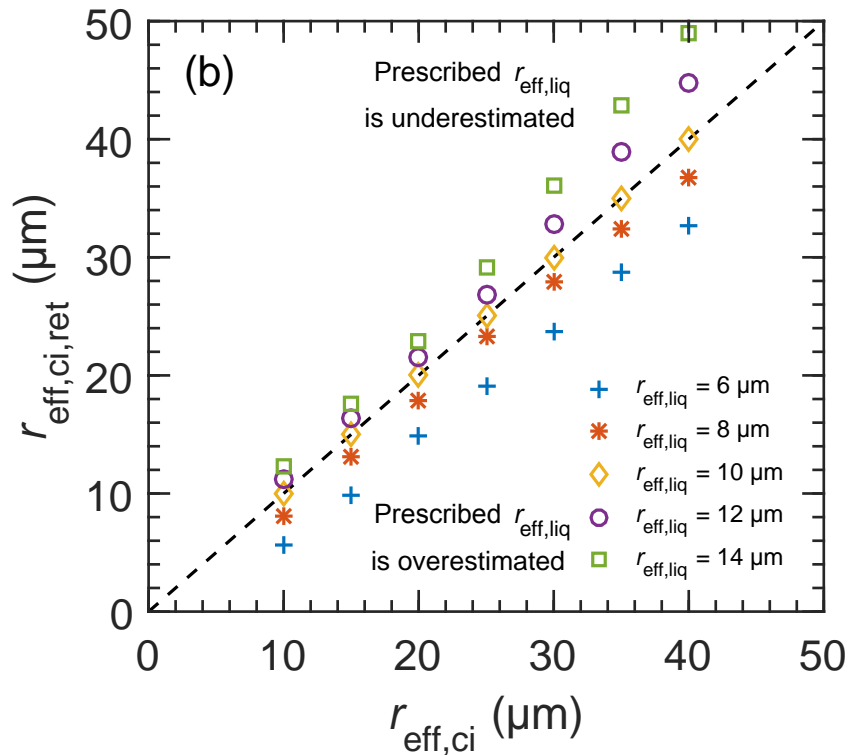 50
40
30
20
10
0
r_eff,ci,ret (µm)
(b)
Prescribed r_eff,liq
is underestimated
r_eff,liq = 6 µm
r_eff,liq = 8 µm
r_eff,liq = 10 µm
r_eff,liq = 12 µm
r_eff,liq = 14 µm
Prescribed r_eff,liq
is overestimated
0 10 20 30 40 50
r_eff,ci (µm)